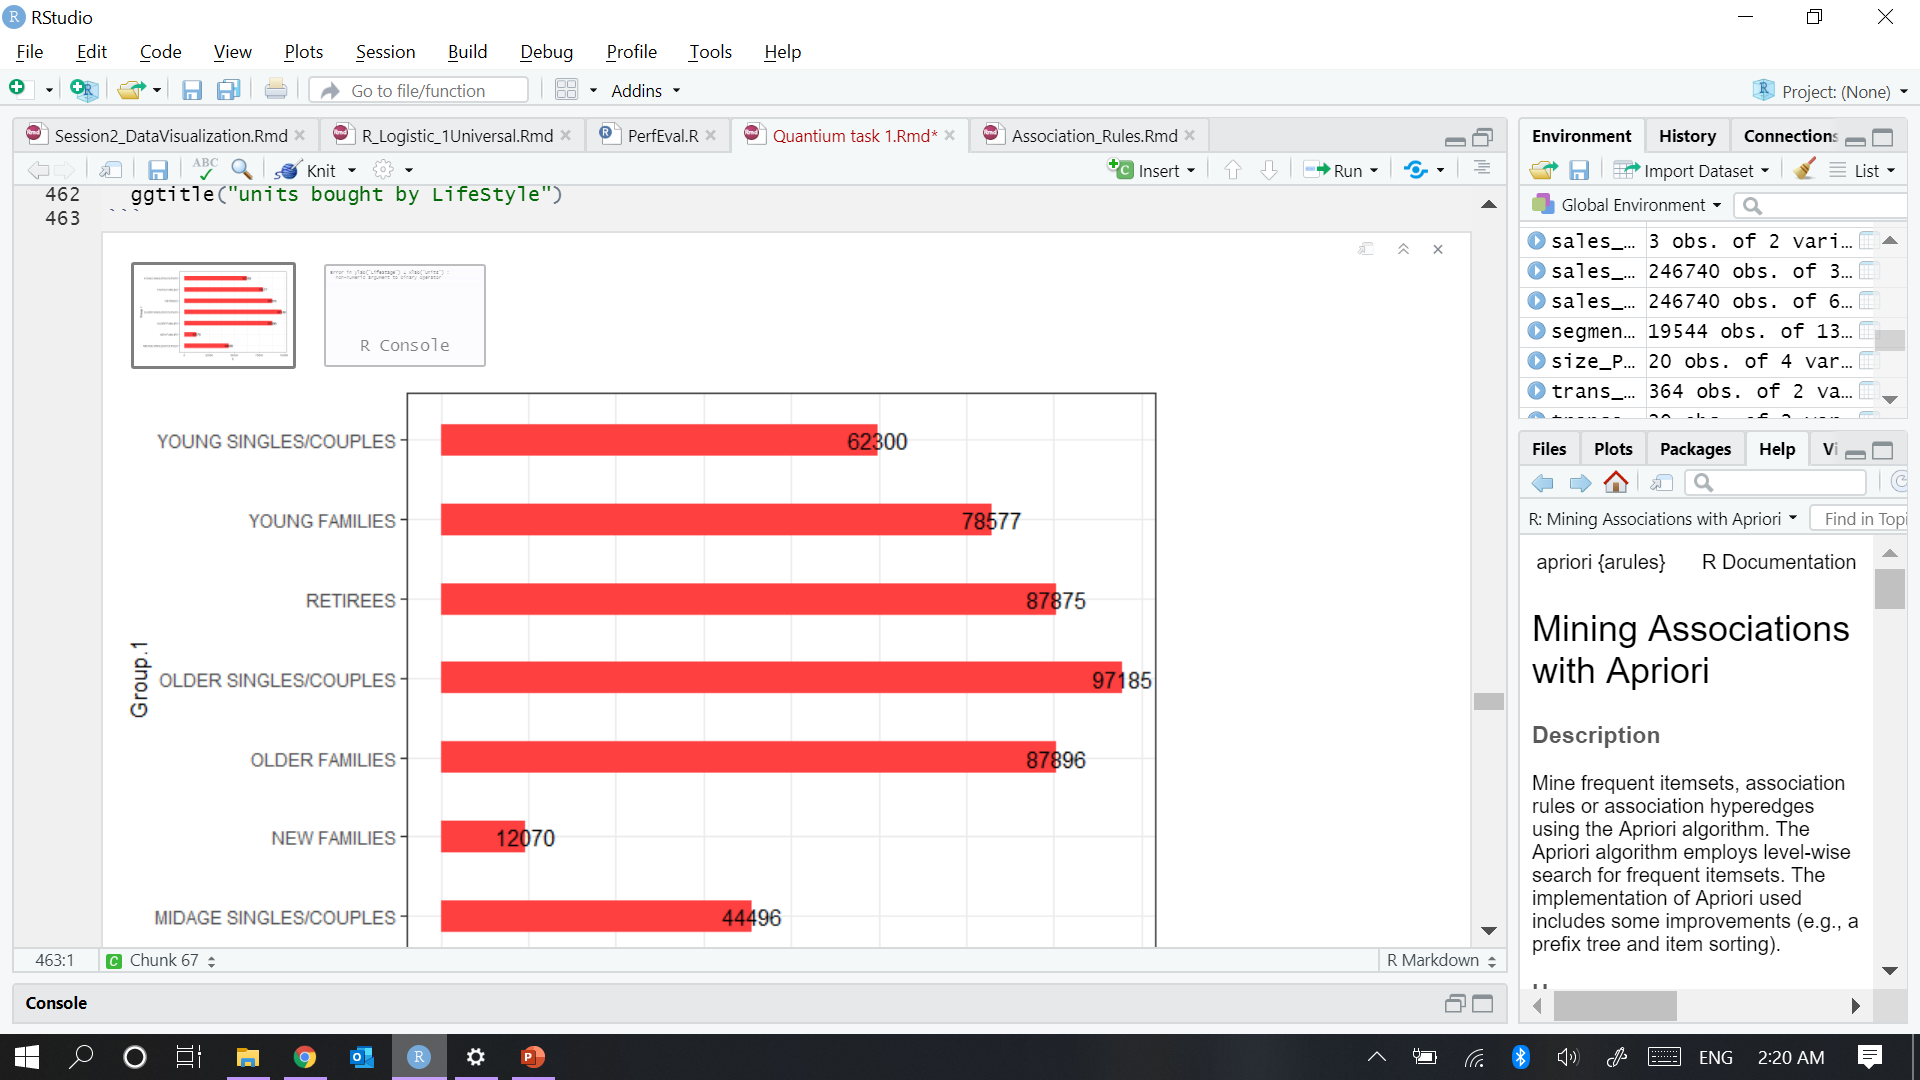 RStudio
File Edit Code View Plots Session Build Debug Profile Tools Help
Go to file/function Addins Project: (None)
Session2_DataVisualization.Rmd R_Logistic_1Universal.Rmd PerfEval.R Quantium task 1.Rmd* Association_Rules.Rmd
ABC Knit Insert Run
462 ggtitle("units bought by LifeStyle")
463 ```
R Console
YOUNG SINGLES/COUPLES 62300
YOUNG FAMILIES 78577
RETIREES 87875
Group.1
OLDER SINGLES/COUPLES 97185
OLDER FAMILIES 87896
NEW FAMILIES 12070
MIDAGE SINGLES/COUPLES 44496
463:1 Chunk 67 R Markdown
Console
Environment History Connections
Import Dataset List
Global Environment
sales_... 3 obs. of 2 vari...
sales_... 246740 obs. of 3...
sales_... 246740 obs. of 6...
segmen... 19544 obs. of 13...
size_P... 20 obs. of 4 var...
trans_... 364 obs. of 2 va...
Files Plots Packages Help Vi
R: Mining Associations with Apriori Find in Topi
apriori {arules} R Documentation
Mining Associations
with Apriori
Description
Mine frequent itemsets, association
rules or association hyperedges
using the Apriori algorithm. The
Apriori algorithm employs level-wise
search for frequent itemsets. The
implementation of Apriori used
includes some improvements (e.g., a
prefix tree and item sorting).
ENG 2:20 AM